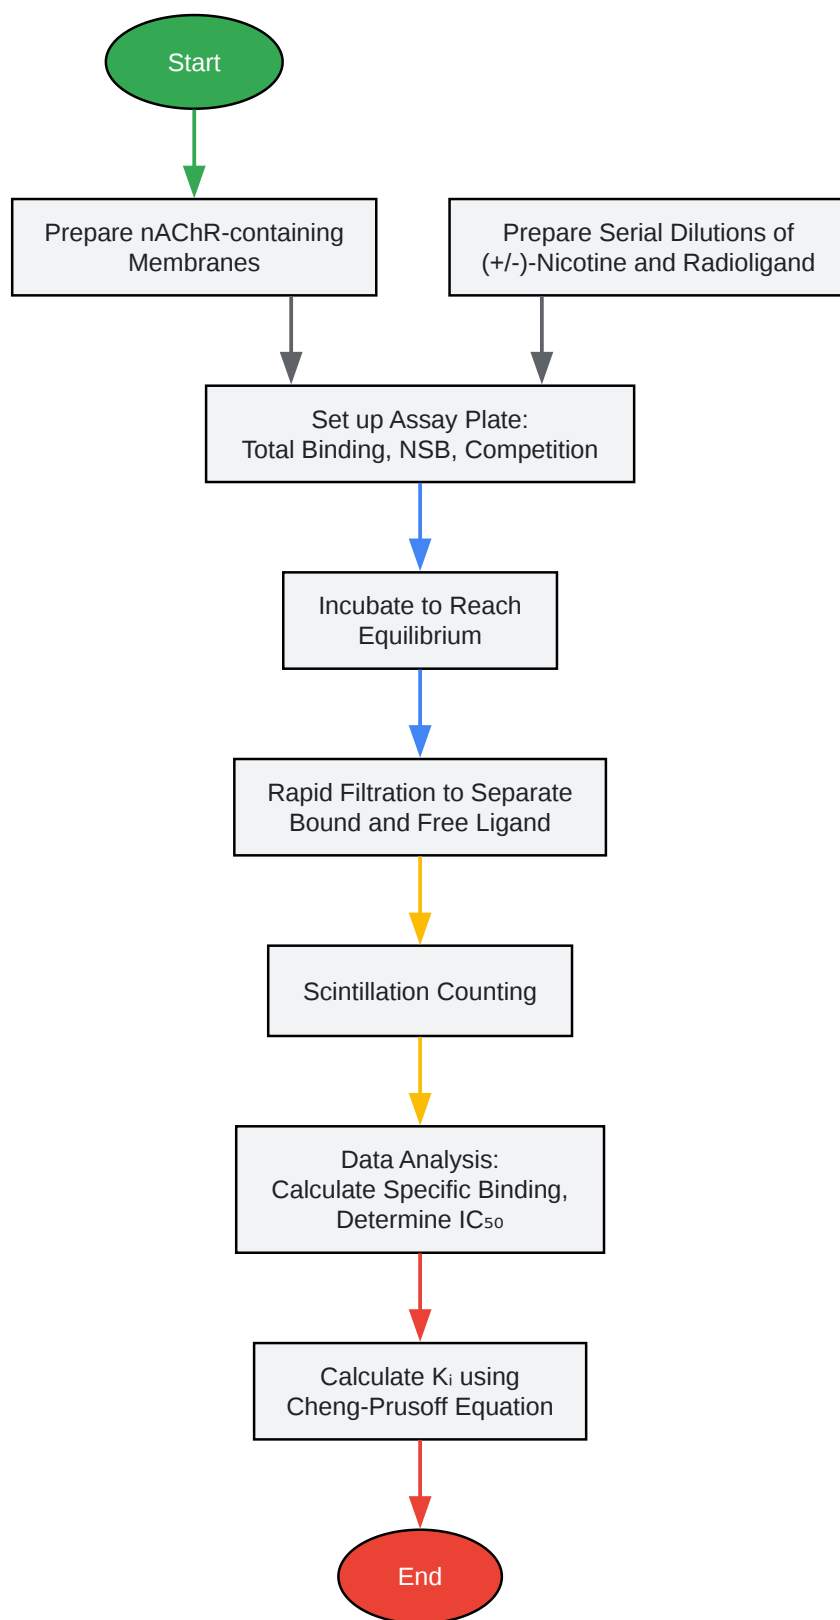 Start
Prepare nAChR-containing
Membranes
Prepare Serial Dilutions of
(+/-)-Nicotine and Radioligand
Set up Assay Plate:
Total Binding, NSB, Competition
Incubate to Reach
Equilibrium
Rapid Filtration to Separate
Bound and Free Ligand
Scintillation Counting
Data Analysis:
Calculate Specific Binding,
Determine IC₅₀
Calculate Kᵢ using
Cheng-Prusoff Equation
End